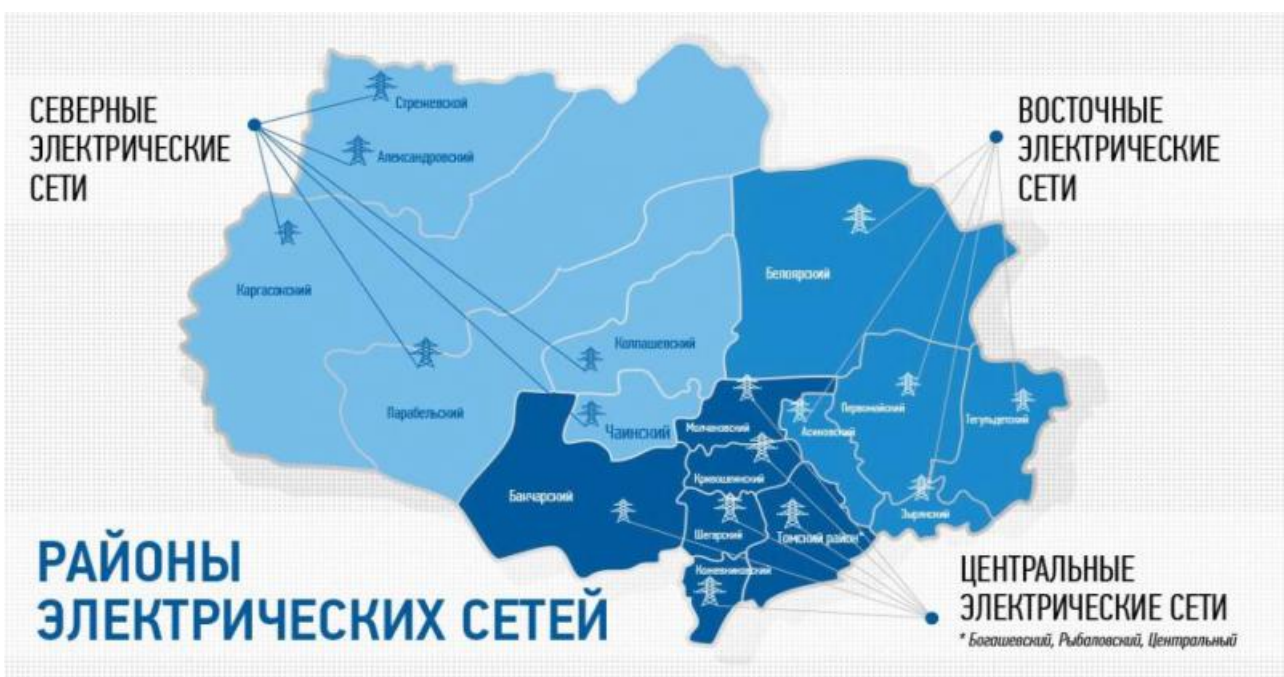 СЕВЕРНЫЕ
ЭЛЕКТРИЧЕСКИЕ
СЕТИ
ВОСТОЧНЫЕ
ЭЛЕКТРИЧЕСКИЕ
СЕТИ
Стрежевской
Александровский
Каргасокский
Белоярский
Колпашевский
Парабельский
Чаинский
Молчановский
Асиновский
Первомайский
Тегульдетский
Кривошеинский
Бакчарский
Зырянский
Шегарский
Томский район*
Кожевниковский
РАЙОНЫ
ЭЛЕКТРИЧЕСКИХ СЕТЕЙ
ЦЕНТРАЛЬНЫЕ
ЭЛЕКТРИЧЕСКИЕ СЕТИ
* Богашевский, Рыбаловский, Центральный